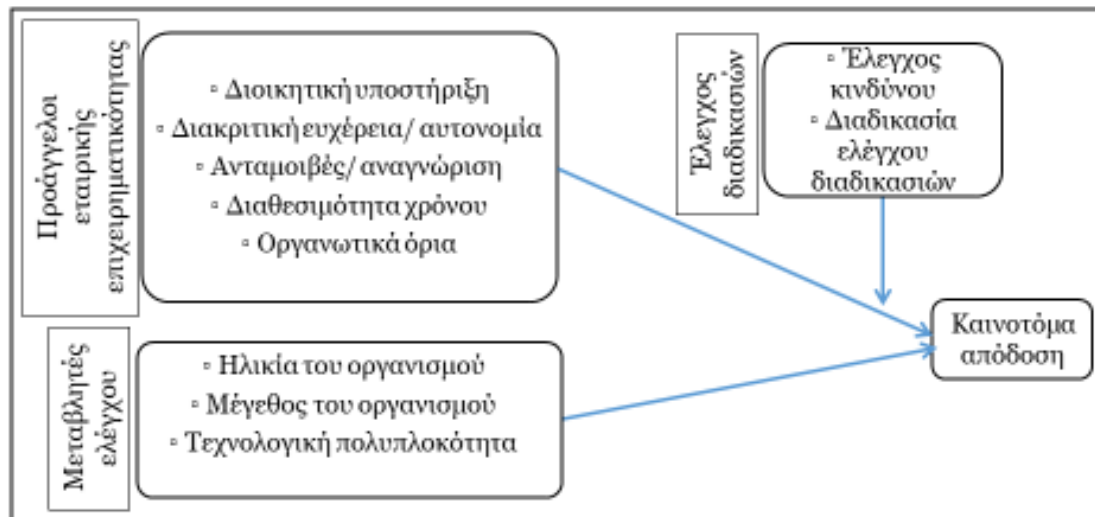 Προάγγελοι
εταιρικής
επιχειρηματικότητας
▫ Διοικητική υποστήριξη
▫ Διακριτική ευχέρεια/ αυτονομία
▫ Ανταμοιβές/ αναγνώριση
▫ Διαθεσιμότητα χρόνου
▫ Οργανωτικά όρια
Έλεγχος
διαδικασιών
▫ Έλεγχος
κινδύνου
▫ Διαδικασία
ελέγχου
διαδικασιών
Καινοτόμα
απόδοση
Μεταβλητές
ελέγχου
▫ Ηλικία του οργανισμού
▫ Μέγεθος του οργανισμού
▫ Τεχνολογική πολυπλοκότητα